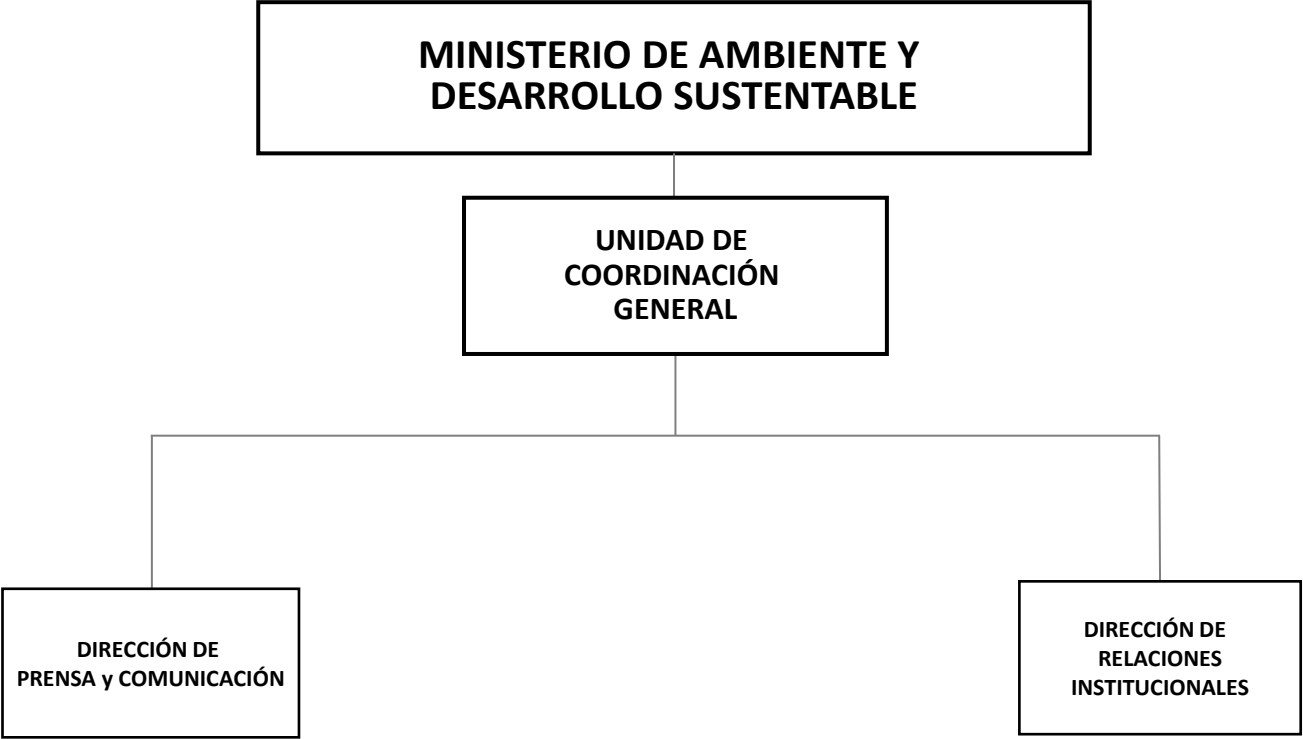 MINISTERIO DE AMBIENTE Y
DESARROLLO SUSTENTABLE
UNIDAD DE
COORDINACIÓN
GENERAL
DIRECCIÓN DE
PRENSA y COMUNICACIÓN
DIRECCIÓN DE
RELACIONES
INSTITUCIONALES